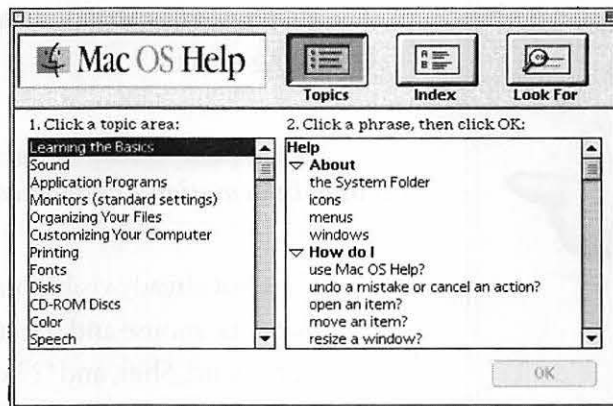 Mac OS Help
Topics
Index
Look For
1. Click a topic area:
Learning the Basics
Sound
Application Programs
Monitors (standard settings)
Organizing Your Files
Customizing Your Computer
Printing
Fonts
Disks
CD-ROM Discs
Color
Speech
2. Click a phrase, then click OK:
Help
About
the System Folder
icons
menus
windows
How do I
use Mac OS Help?
undo a mistake or cancel an action?
open an item?
move an item?
resize a window?
OK